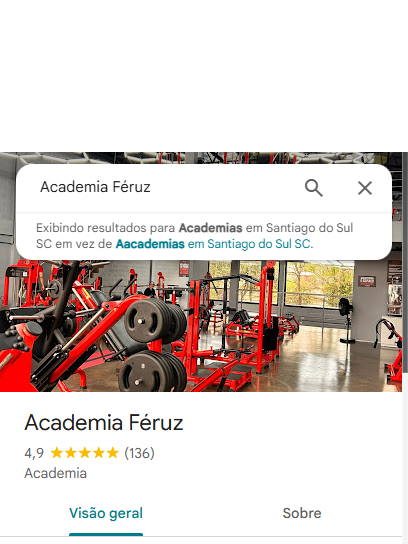 Academia Féruz
Exibindo resultados para Academias em Santiago do Sul
SC em vez de Aacademias em Santiago do Sul SC.
Academia Féruz
4,9 ★★★★★ (136)
Academia
Visão geral Sobre